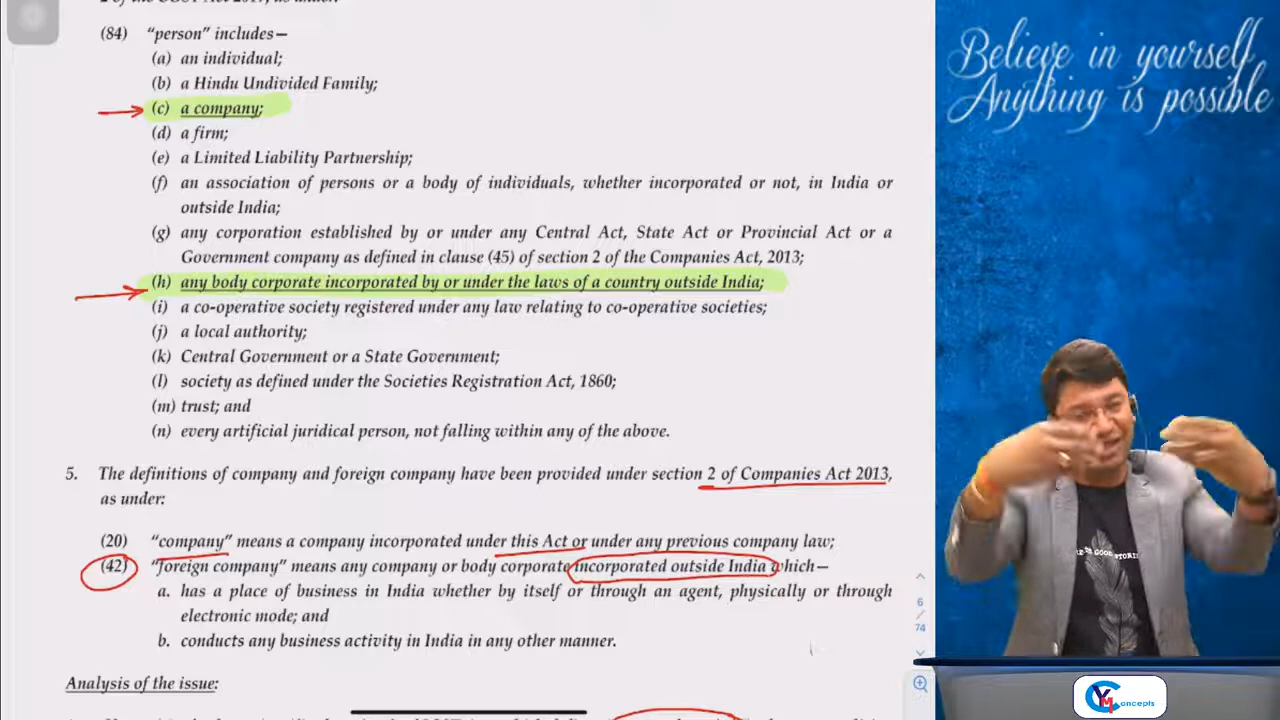 (84) "person" includes—
(a) an individual;
(b) a Hindu Undivided Family;
(c) a company;
(d) a firm;
(e) a Limited Liability Partnership;
(f) an association of persons or a body of individuals, whether incorporated or not, in India or
outside India;
(g) any corporation established by or under any Central Act, State Act or Provincial Act or a
Government company as defined in clause (45) of section 2 of the Companies Act, 2013;
(h) any body corporate incorporated by or under the laws of a country outside India;
(i) a co-operative society registered under any law relating to co-operative societies;
(j) a local authority;
(k) Central Government or a State Government;
(l) society as defined under the Societies Registration Act, 1860;
(m) trust; and
(n) every artificial juridical person, not falling within any of the above.
5. The definitions of company and foreign company have been provided under section 2 of Companies Act 2013,
as under:
(20) "company" means a company incorporated under this Act or under any previous company law;
(42) "foreign company" means any company or body corporate incorporated outside India which—
a. has a place of business in India whether by itself or through an agent, physically or through
electronic mode; and
b. conducts any business activity in India in any other manner.
Analysis of the issue:
6
/
74
Believe in yourself
Anything is possible
GOOD STORI
YM
Concepts